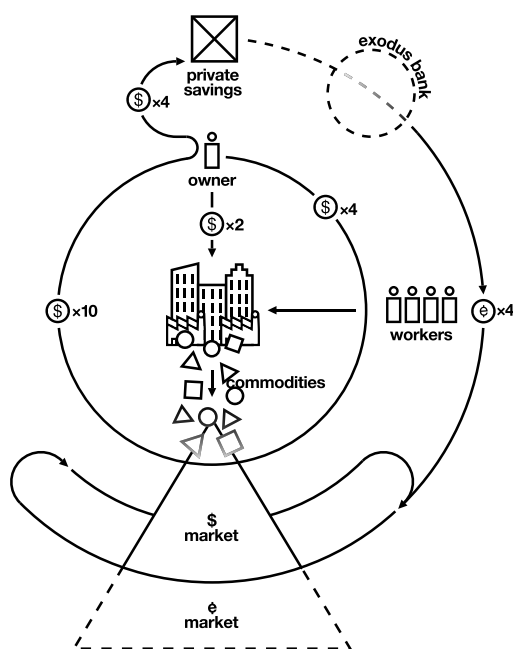 exodus bank
private
savings
$ ×4
owner
$ ×4
$ ×2
$ ×10
workers
¢ ×4
commodities
$
market
¢
market